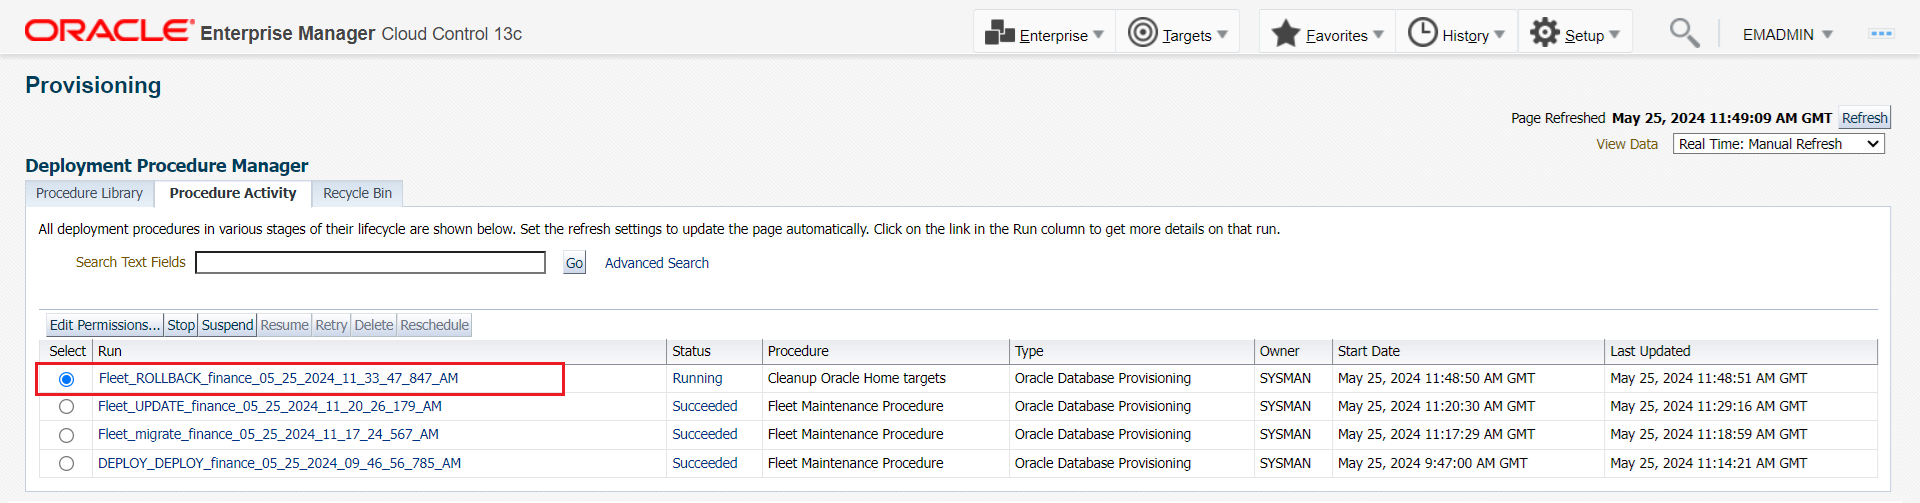 ORACLE Enterprise Manager Cloud Control 13c Enterprise Targets Favorites History Setup EMADMIN
Provisioning
Page Refreshed May 25, 2024 11:49:09 AM GMT Refresh
View Data Real Time: Manual Refresh
Deployment Procedure Manager
Procedure Library Procedure Activity Recycle Bin
All deployment procedures in various stages of their lifecycle are shown below. Set the refresh settings to update the page automatically. Click on the link in the Run column to get more details on that run.
Search Text Fields Go Advanced Search
Edit Permissions... Stop Suspend Resume Retry Delete Reschedule
Select Run Status Procedure Type Owner Start Date Last Updated
Fleet_ROLLBACK_finance_05_25_2024_11_33_47_847_AM Running Cleanup Oracle Home targets Oracle Database Provisioning SYSMAN May 25, 2024 11:48:50 AM GMT May 25, 2024 11:48:51 AM GMT
Fleet_UPDATE_finance_05_25_2024_11_20_26_179_AM Succeeded Fleet Maintenance Procedure Oracle Database Provisioning SYSMAN May 25, 2024 11:20:30 AM GMT May 25, 2024 11:29:16 AM GMT
Fleet_migrate_finance_05_25_2024_11_17_24_567_AM Succeeded Fleet Maintenance Procedure Oracle Database Provisioning SYSMAN May 25, 2024 11:17:29 AM GMT May 25, 2024 11:18:59 AM GMT
DEPLOY_DEPLOY_finance_05_25_2024_09_46_56_785_AM Succeeded Fleet Maintenance Procedure Oracle Database Provisioning SYSMAN May 25, 2024 9:47:00 AM GMT May 25, 2024 11:14:21 AM GMT